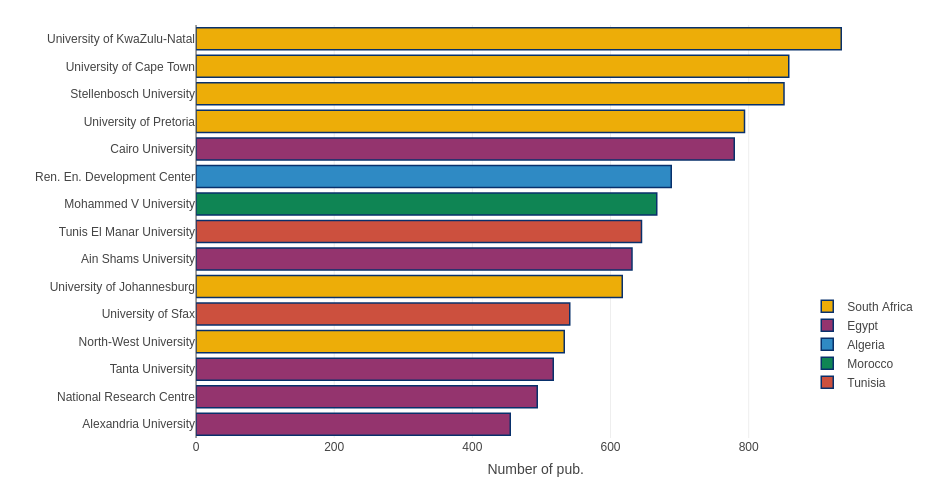 University of KwaZulu-Natal
University of Cape Town
Stellenbosch University
University of Pretoria
Cairo University
Ren. En. Development Center
Mohammed V University
Tunis El Manar University
Ain Shams University
University of Johannesburg
University of Sfax
North-West University
Tanta University
National Research Centre
Alexandria University
0 200 400 600 800
Number of pub.
South Africa
Egypt
Algeria
Morocco
Tunisia